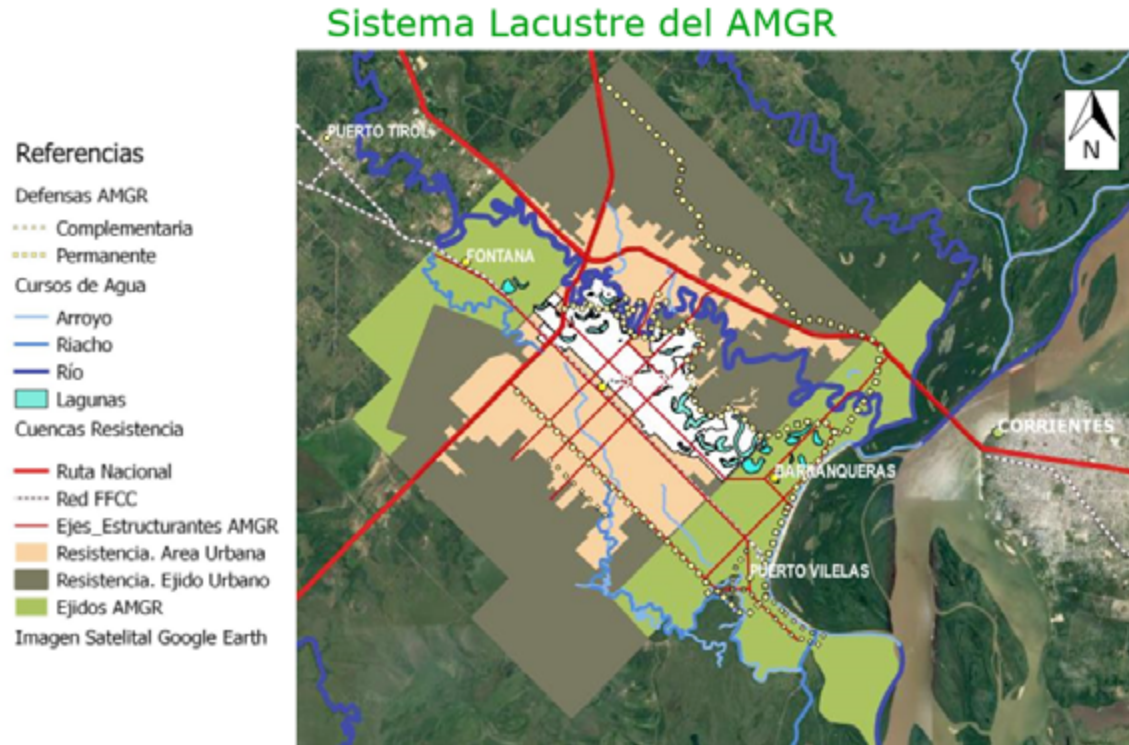 Sistema Lacustre del AMGR
Referencias
Defensas AMGR
Complementaria
Permanente
Cursos de Agua
Arroyo
Riacho
Río
Lagunas
Cuencas Resistencia
Ruta Nacional
Red FFCC
Ejes_Estructurantes AMGR
Resistencia. Area Urbana
Resistencia. Ejido Urbano
Ejidos AMGR
Imagen Satelital Google Earth
PUERTO TIROL
N
FONTANA
CORRIENTES
BARRANQUERAS
PUERTO VILELAS